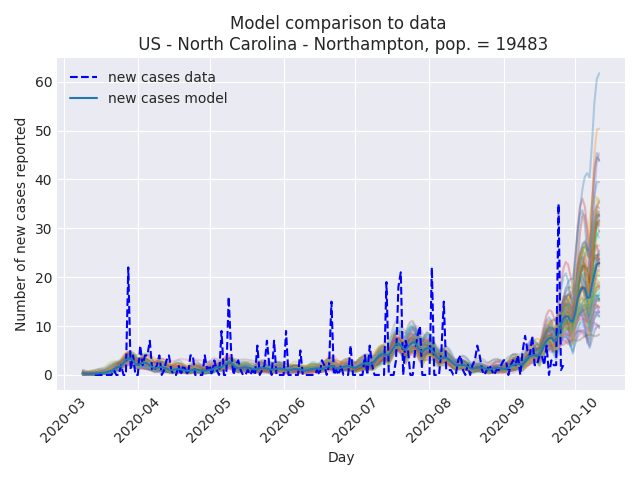 Model comparison to data
US - North Carolina - Northampton, pop. = 19483
new cases data
new cases model
Number of new cases reported
60
50
40
30
20
10
0
2020-03
2020-04
2020-05
2020-06
2020-07
2020-08
2020-09
2020-10
Day